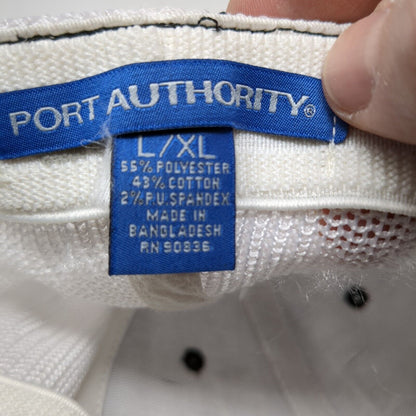 PORT AUTHORITY®
L/XL
55% POLYESTER
43% COTTON
2% P.U. SPANDEX
MADE IN
BANGLADESH
RN 90836